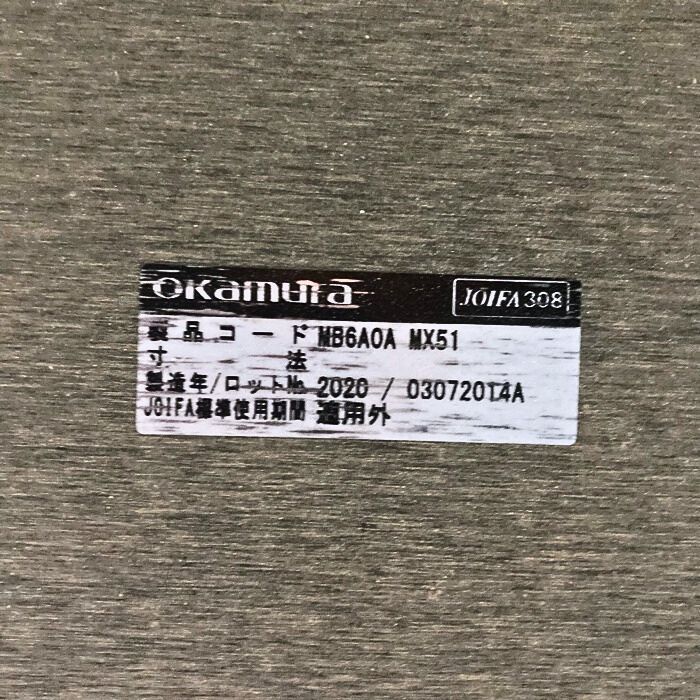 okamura
JOIFA308
製品コード MB6A0A MX51
寸法
製造年/ロット№ 2020 / 03072014A
JOIFA標準使用期間 適用外